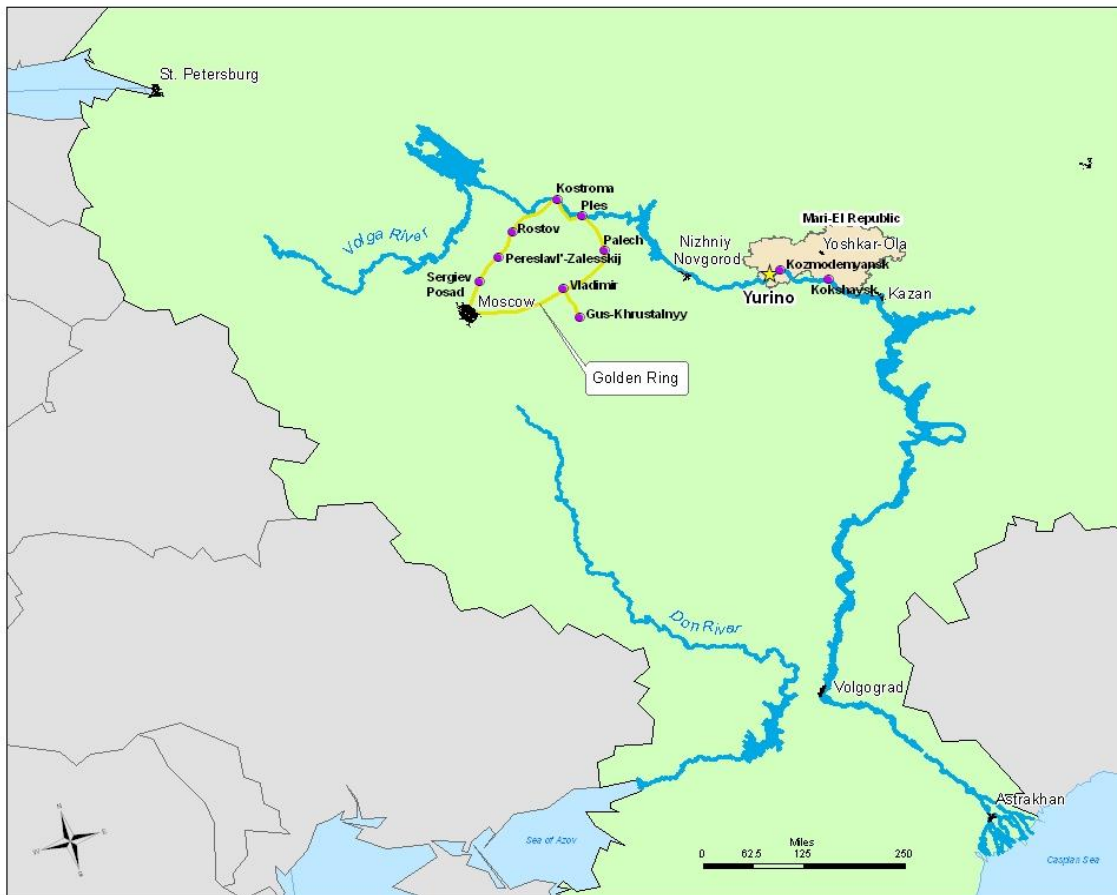 St. Petersburg
Kostroma
Ples
Mari-El Republic
Volga River
Rostov
Palech
Nizhniy
Novgorod
Yoshkar-Ola
Pereslavl'-Zalesskij
Kozmodemyansk
Sergiev
Posad
Vladimir
Yurino
Kokshaysk
Kazan
Moscow
Gus-Khrustalnyy
Golden Ring
Don River
Volgograd
Astrakhan
N
W
E
S
Sea of Azov
Miles
0 62.5 125 250
Caspian Sea